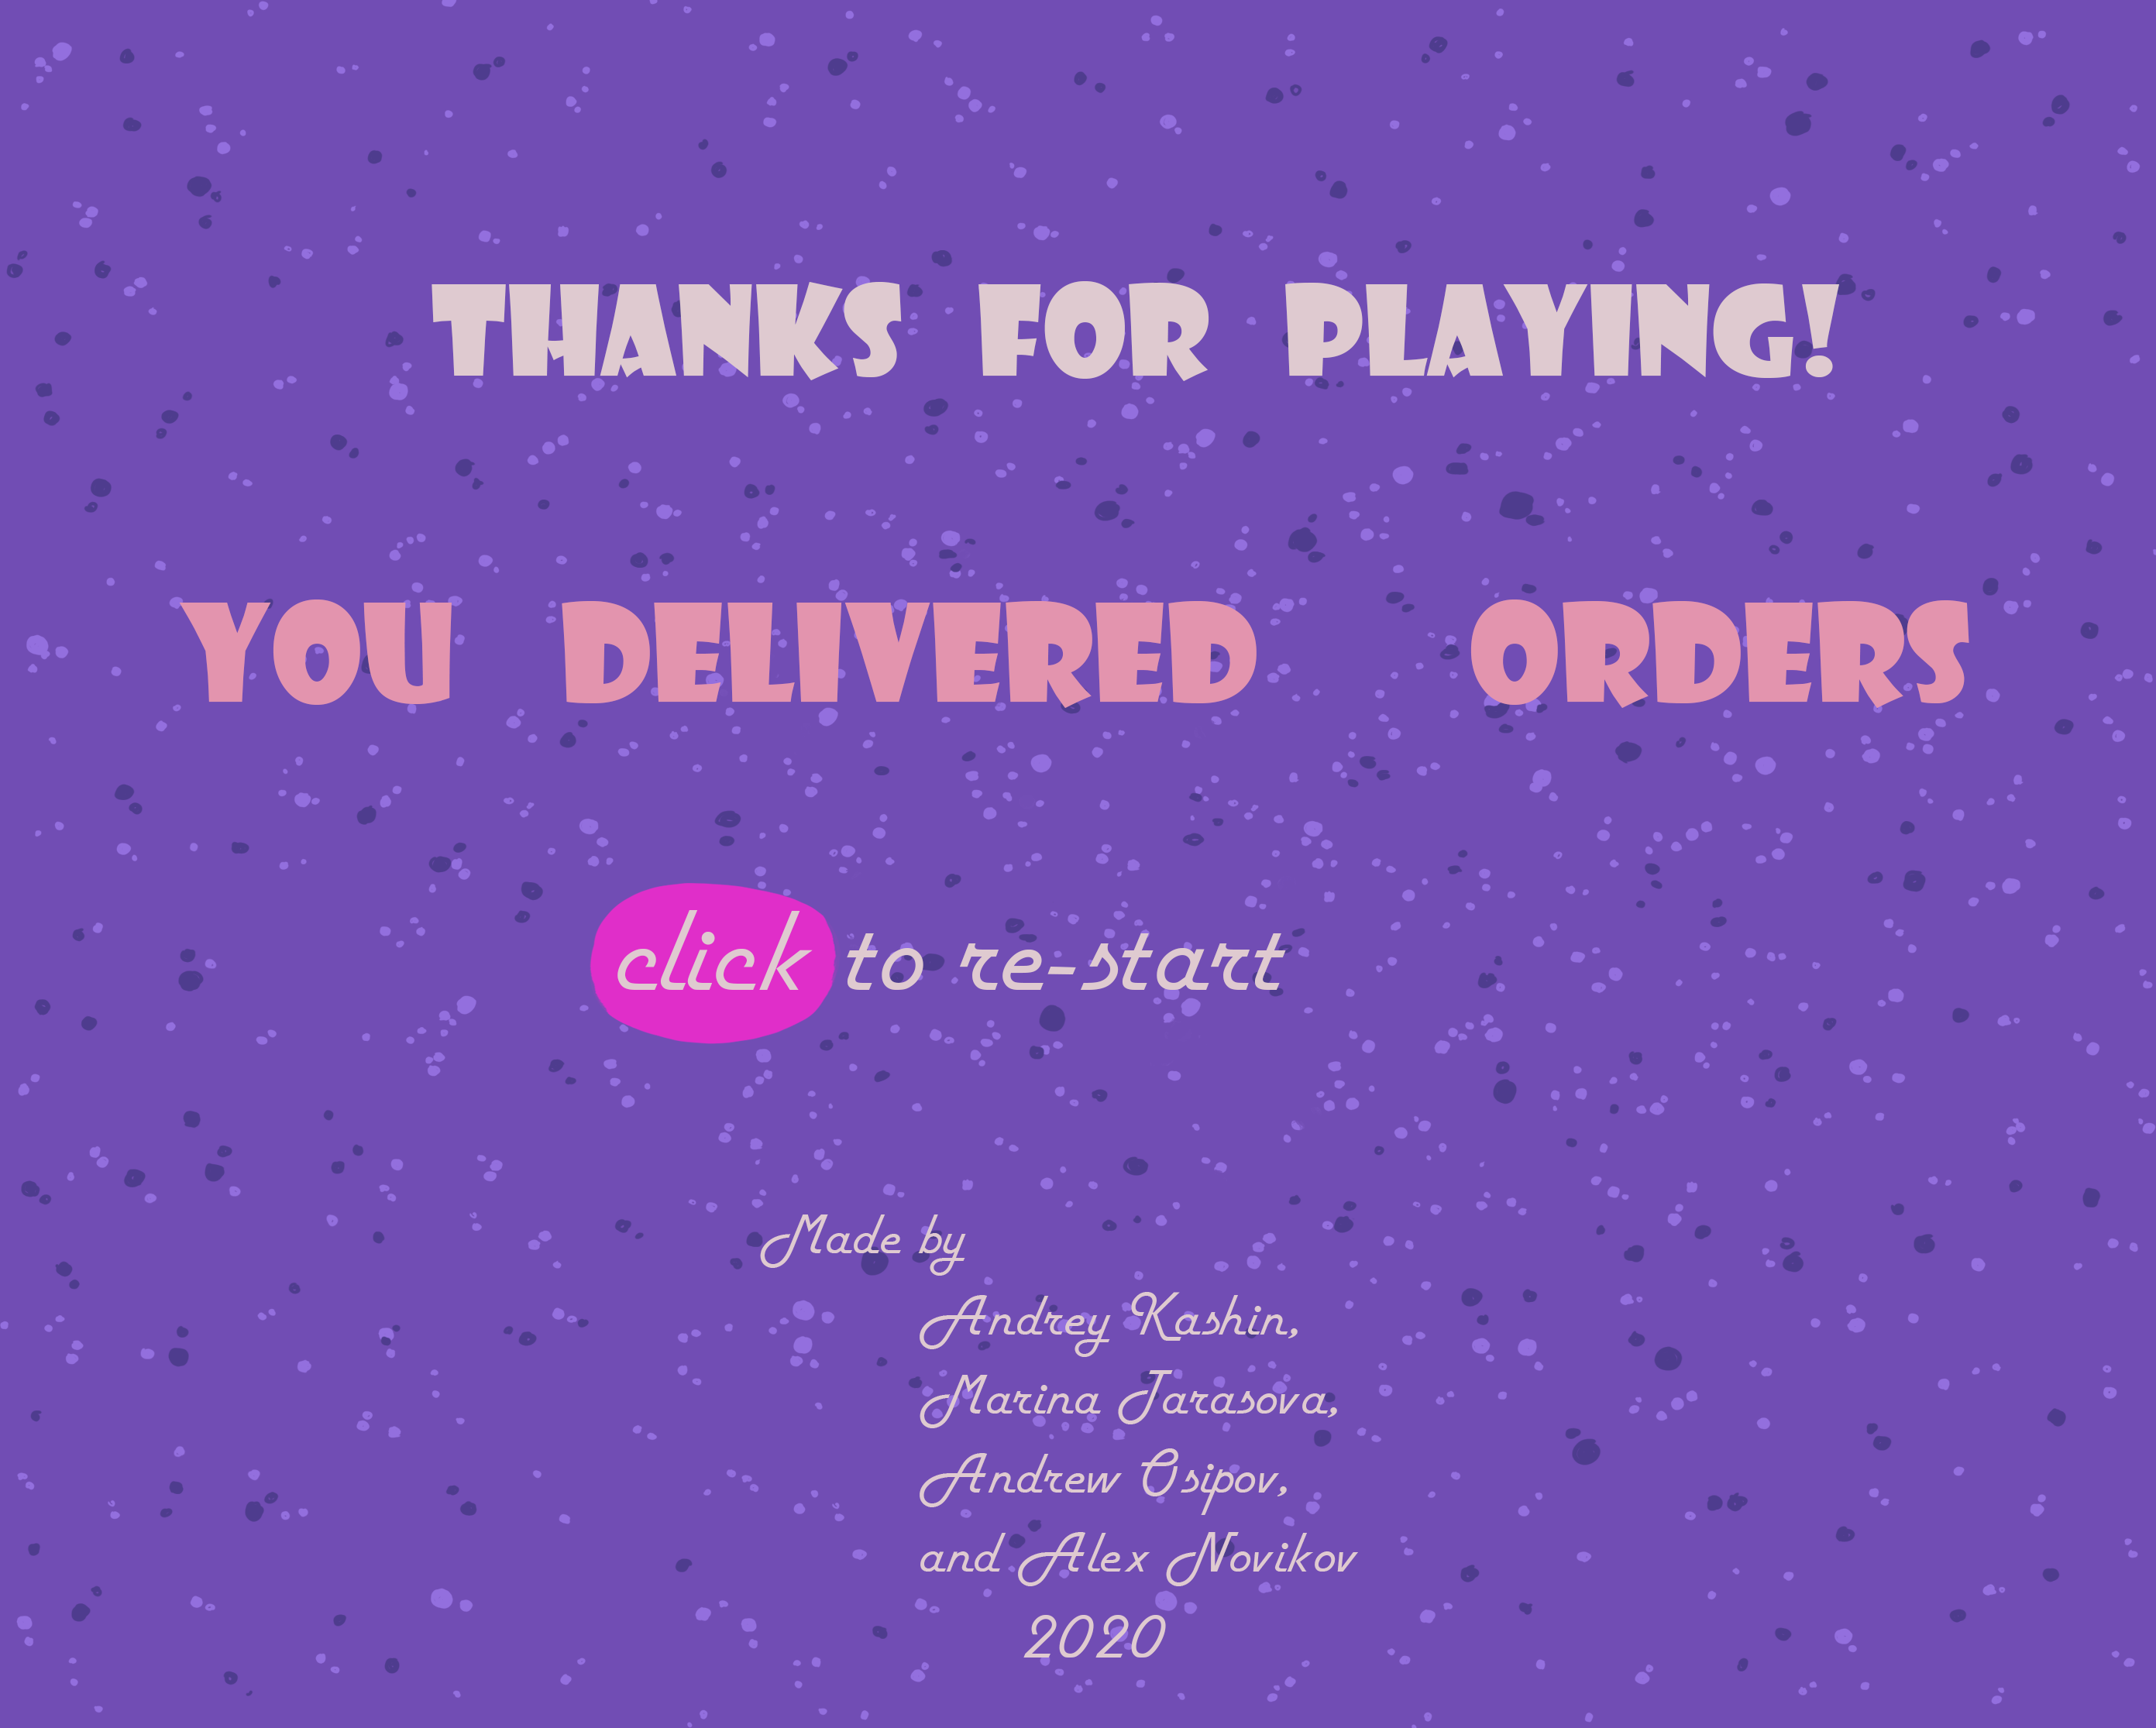 THANKS FOR PLAYING!
YOU DELIVERED ORDERS
click to re-start
Made by
Andrey Kashin,
Marina Tarasova,
Andrew Osipov,
and Alex Novikov
2020